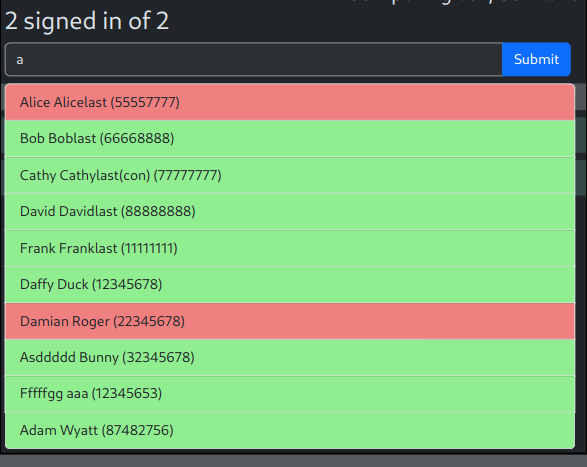 2 signed in of 2
a
Submit
Alice Alicelast (55557777)
Bob Boblast (66668888)
Cathy Cathylast(con) (77777777)
David Davidlast (88888888)
Frank Franklast (11111111)
Daffy Duck (12345678)
Damian Roger (22345678)
Asddddd Bunny (32345678)
Fffffgg aaa (12345653)
Adam Wyatt (87482756)